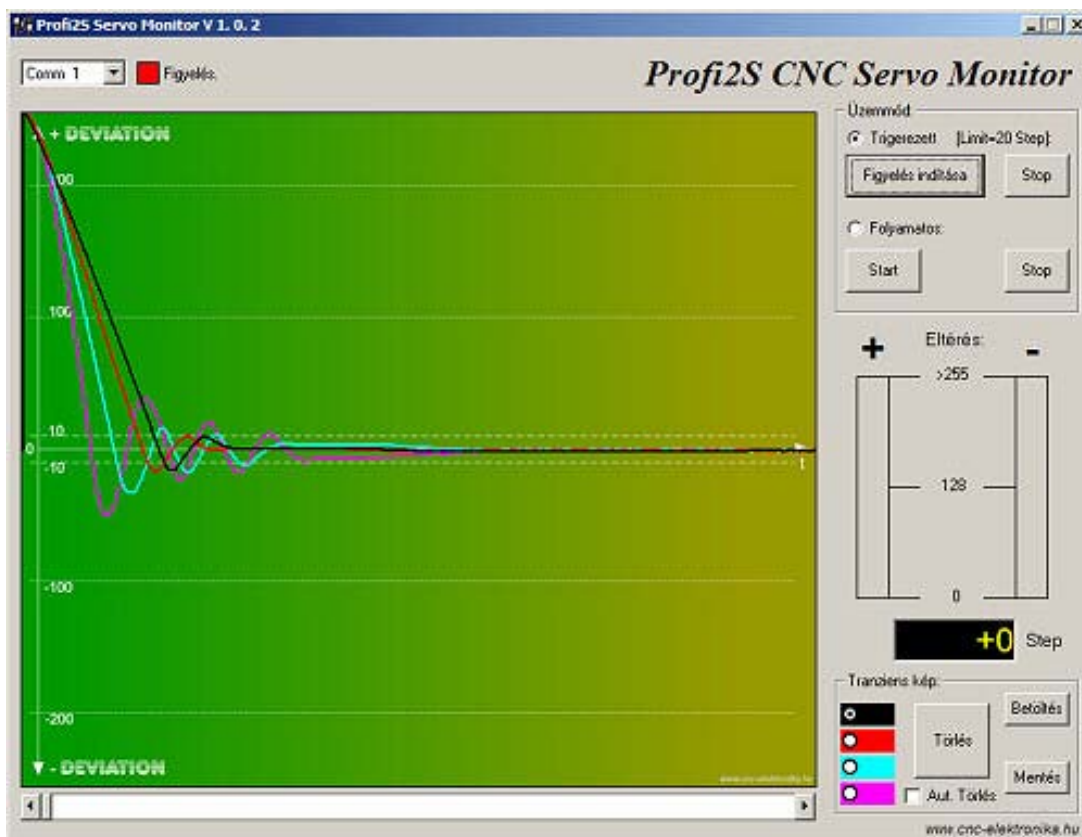 Profi2S Servo Monitor V 1. 0. 2
Comm 1
Figyelés.
Profi2S CNC Servo Monitor
+ DEVIATION
100
10
0
-10
t
-100
-200
- DEVIATION
Üzemmód:
Trigerezett [Limit=20 Step]:
Figyelés indítása
Stop
Folyamatos:
Start
Stop
+
Eltérés:
-
>255
128
0
+0 Step
Tranziens kép:
Törlés
Betöltés
Mentés
Aut. Törlés
www.cnc-elektronika.hu